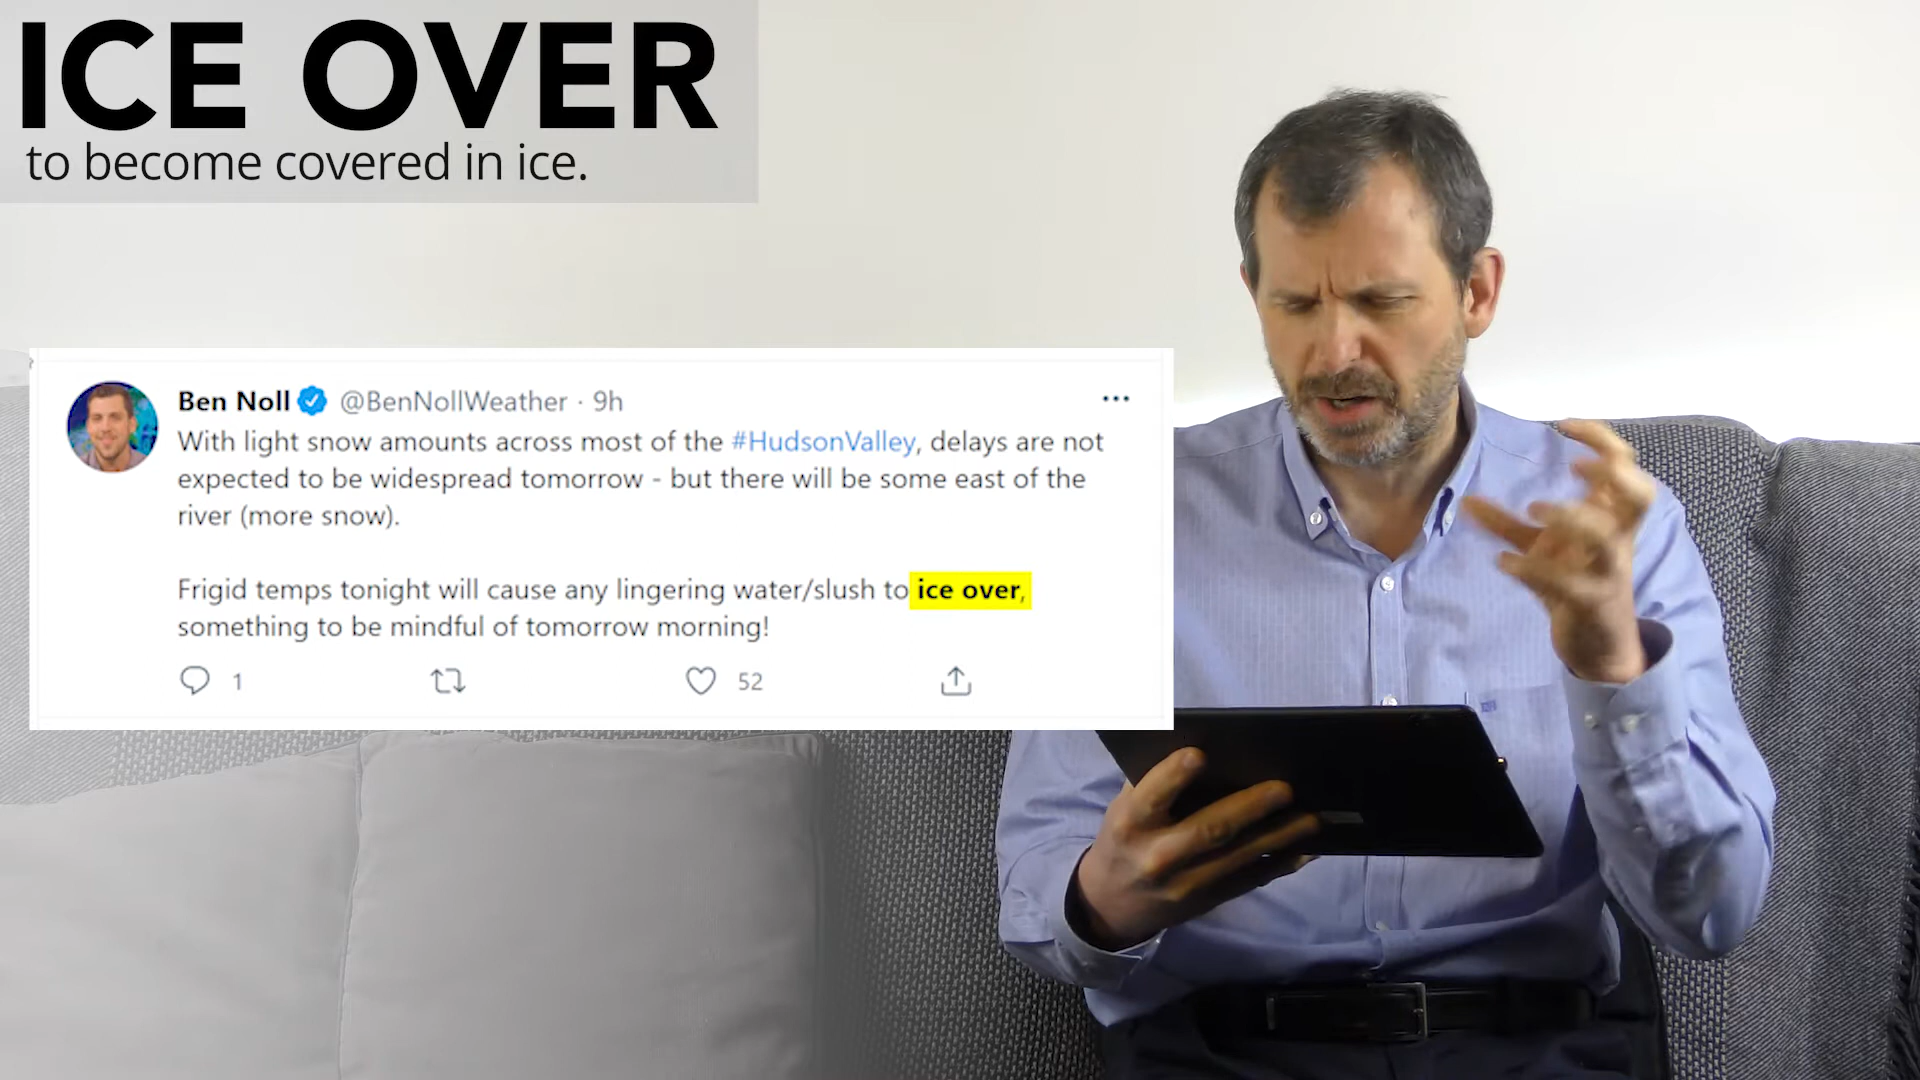 ICE OVER
to become covered in ice.
Ben Noll @BenNollWeather · 9h
With light snow amounts across most of the #HudsonValley, delays are not
expected to be widespread tomorrow - but there will be some east of the
river (more snow).
Frigid temps tonight will cause any lingering water/slush to ice over,
something to be mindful of tomorrow morning!
1 52